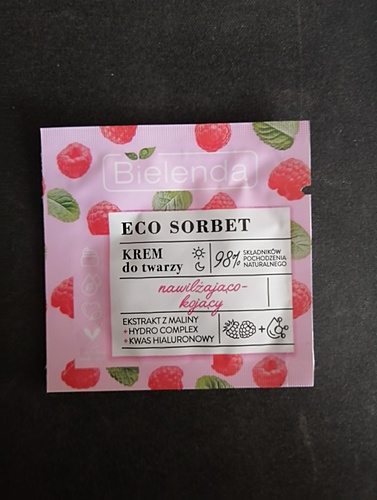 Bielenda
ECO SORBET
KREM
do twarzy
98%
SKŁADNIKÓW
POCHODZENIA
NATURALNEGO
nawilżająco-
kojący
EKSTRAKT Z MALINY
+HYDRO COMPLEX
+KWAS HIALURONOWY